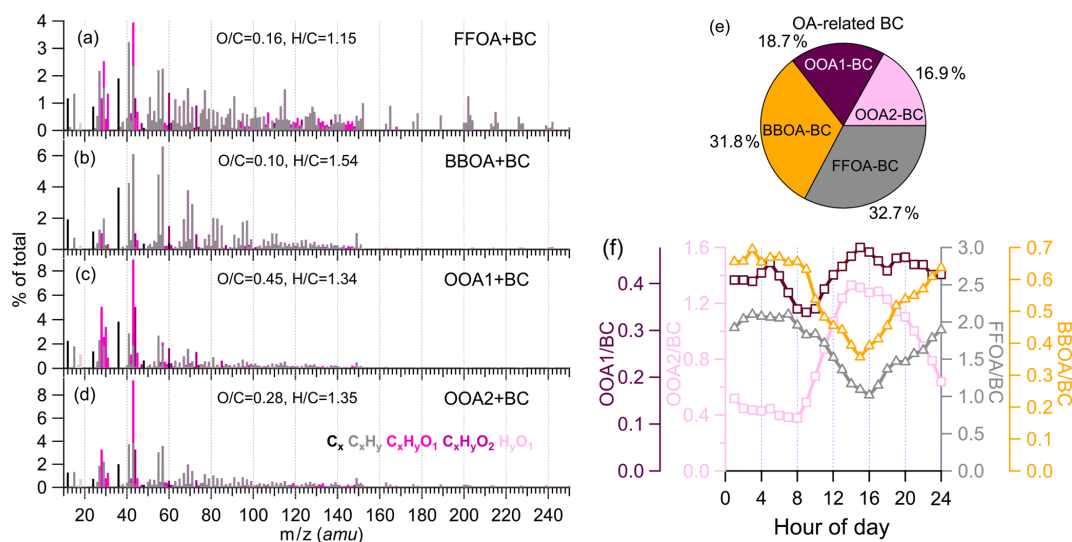 % of total
4
3
2
1
0
(a)
O/C=0.16, H/C=1.15
FFOA+BC
6
4
2
0
(b)
O/C=0.10, H/C=1.54
BBOA+BC
8
6
4
2
0
(c)
O/C=0.45, H/C=1.34
OOA1+BC
8
6
4
2
0
(d)
O/C=0.28, H/C=1.35
OOA2+BC
Cx CxHy CxHyO1 CxHyO2 HyO1
20 40 60 80 100 120 140 160 180 200 220 240
m/z (amu)
(e)
OA-related BC
18.7%
OOA1-BC
16.9%
OOA2-BC
BBOA-BC
31.8%
FFOA-BC
32.7%
(f)
OOA1/BC
0.4
0.3
0.2
0.1
0.0
OOA2/BC
1.6
1.2
0.8
0.4
0.0
3.0
2.5
2.0
1.5
1.0
0.5
0.0
FFOA/BC
0.7
0.6
0.5
0.4
0.3
0.2
0.1
0.0
BBOA/BC
0 4 8 12 16 20 24
Hour of day